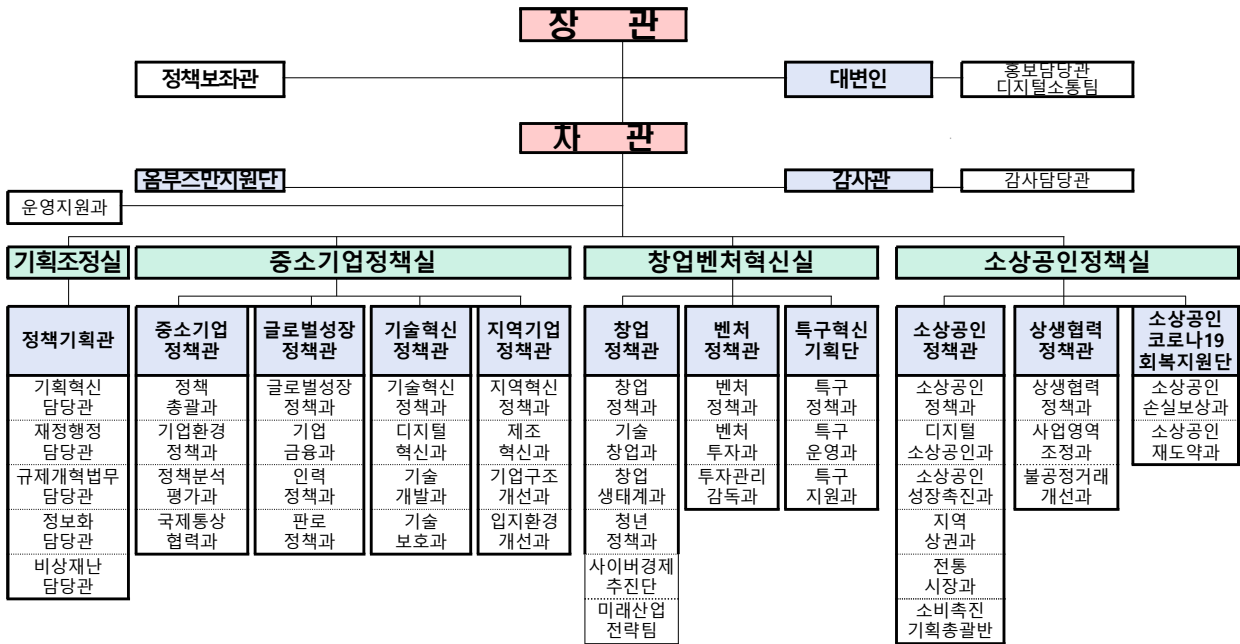 장 관
정책보좌관
대변인
홍보담당관
디지털소통팀
차 관
옴부즈만지원단
감사관
감사담당관
운영지원과
기획조정실
중소기업정책실
창업벤처혁신실
소상공인정책실
정책기획관
기획혁신
담당관
재정행정
담당관
규제개혁법무
담당관
정보화
담당관
비상재난
담당관
중소기업
정책관
정책
총괄과
기업환경
정책과
정책분석
평가과
국제통상
협력과
글로벌성장
정책관
글로벌성장
정책과
기업
금융과
인력
정책과
판로
정책과
기술혁신
정책관
기술혁신
정책과
디지털
혁신과
기술
개발과
기술
보호과
지역기업
정책관
지역혁신
정책과
제조
혁신과
기업구조
개선과
입지환경
개선과
창업
정책관
창업
정책과
기술
창업과
창업
생태계과
청년
정책과
사이버경제
추진단
미래산업
전략팀
벤처
정책관
벤처
정책과
벤처
투자과
투자관리
감독과
특구혁신
기획단
특구
정책과
특구
운영과
특구
지원과
소상공인
정책관
소상공인
정책과
디지털
소상공인과
소상공인
성장촉진과
지역
상권과
전통
시장과
소비촉진
기획총괄반
상생협력
정책관
상생협력
정책과
사업영역
조정과
불공정거래
개선과
소상공인
코로나19
회복지원단
소상공인
손실보상과
소상공인
재도약과